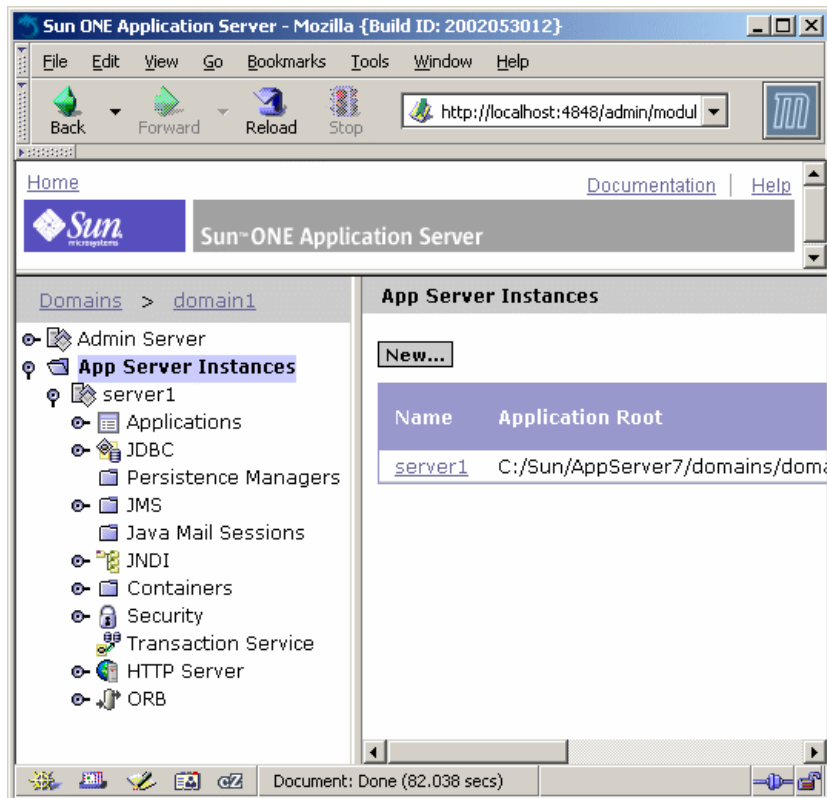 Sun ONE Application Server - Mozilla {Build ID: 2002053012}
File Edit View Go Bookmarks Tools Window Help
Back Forward Reload Stop http://localhost:4848/admin/modul
Home Documentation | Help
Sun microsystems Sun™ ONE Application Server
Domains > domain1
Admin Server
App Server Instances
server1
Applications
JDBC
Persistence Managers
JMS
Java Mail Sessions
JNDI
Containers
Security
Transaction Service
HTTP Server
ORB
App Server Instances
New...
Name Application Root
server1 C:/Sun/AppServer7/domains/doma
Document: Done (82.038 secs)